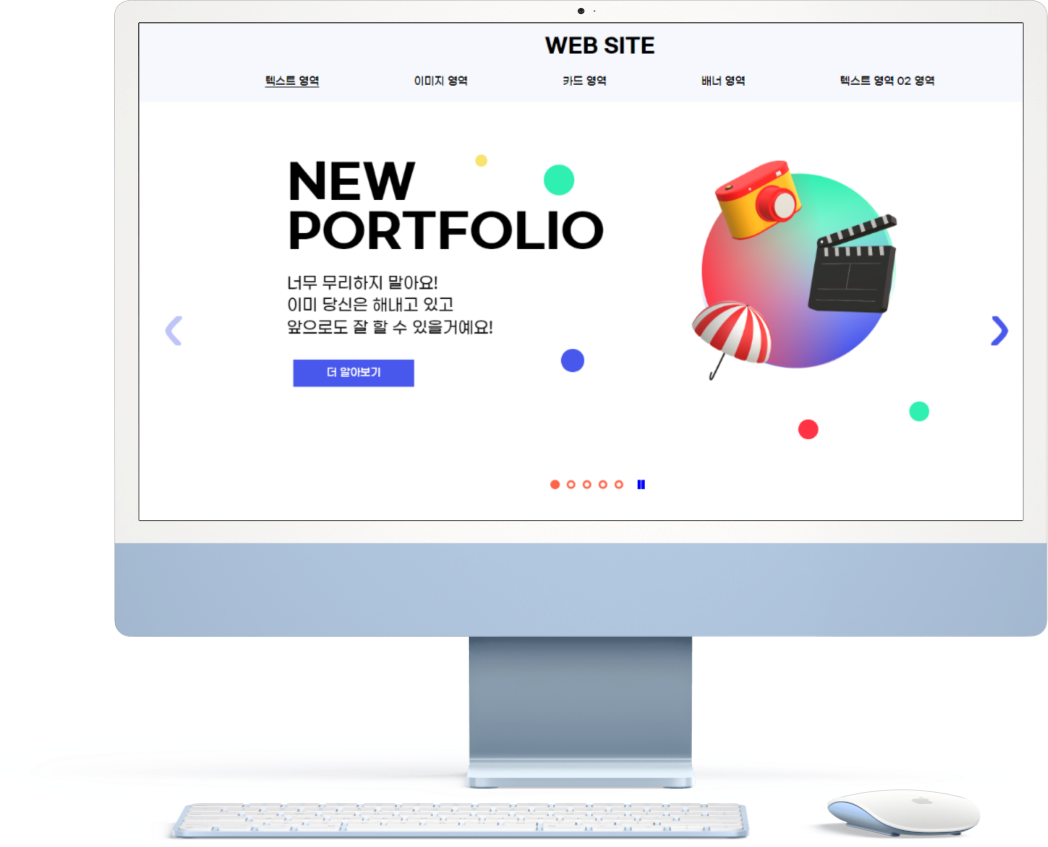 WEB SITE
텍스트 영역
이미지 영역
카드 영역
배너 영역
텍스트 영역 02 영역
NEW
PORTFOLIO
너무 무리하지 말아요!
이미 당신은 해내고 있고
앞으로도 잘 할 수 있을거예요!
더 알아보기